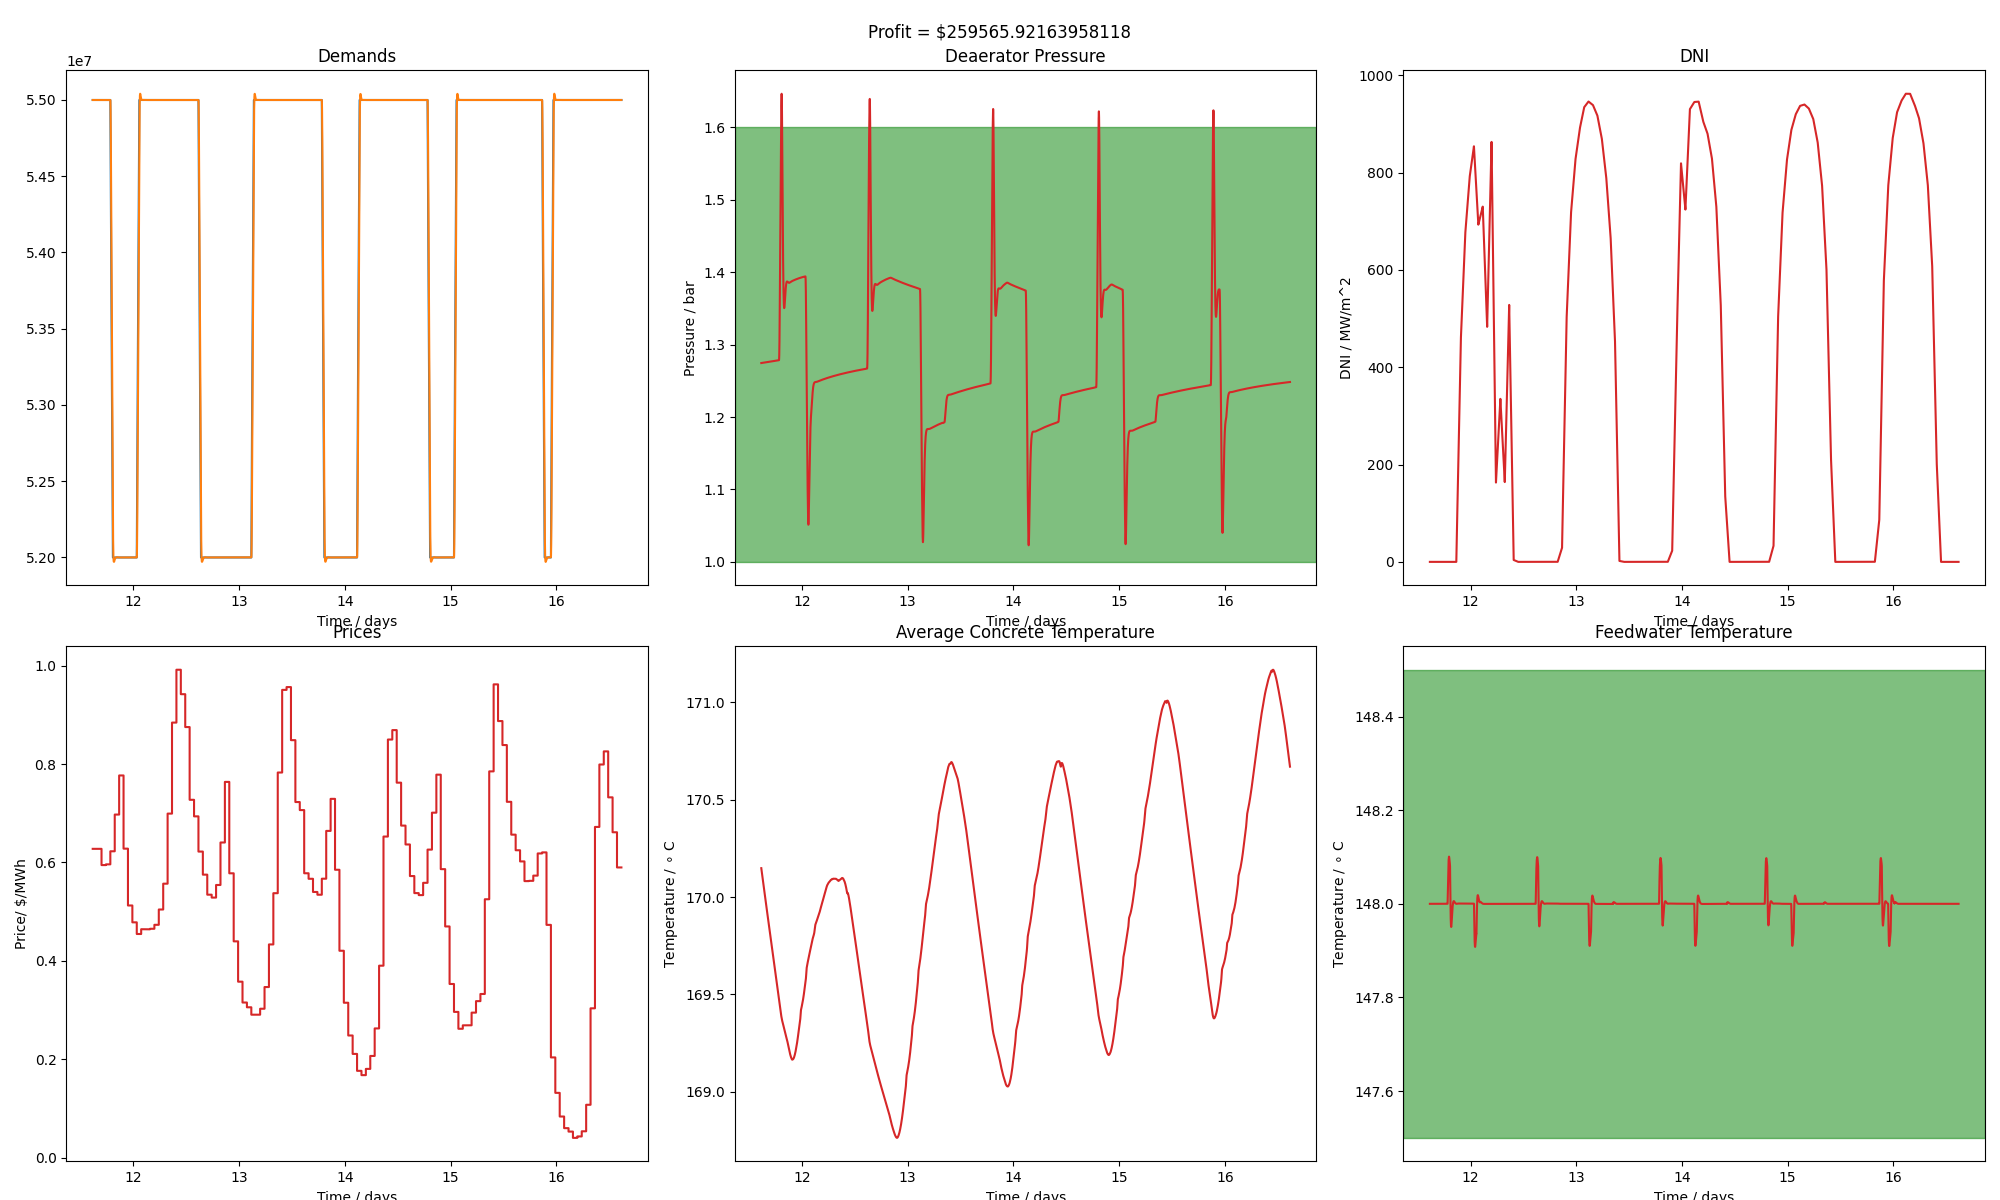 Profit = $259565.92163958118
Demands
1e7
5.50
5.45
5.40
5.35
5.30
5.25
5.20
12 13 14 15 16
Time / days
Deaerator Pressure
Pressure / bar
1.6
1.5
1.4
1.3
1.2
1.1
1.0
12 13 14 15 16
Time / days
DNI
DNI / MW/m^2
1000
800
600
400
200
0
12 13 14 15 16
Time / days
Prices
Price/ $/MWh
1.0
0.8
0.6
0.4
0.2
0.0
12 13 14 15 16
Time / days
Average Concrete Temperature
Temperature / ∘ C
171.0
170.5
170.0
169.5
169.0
12 13 14 15 16
Time / days
Feedwater Temperature
Temperature / ∘ C
148.4
148.2
148.0
147.8
147.6
12 13 14 15 16
Time / days